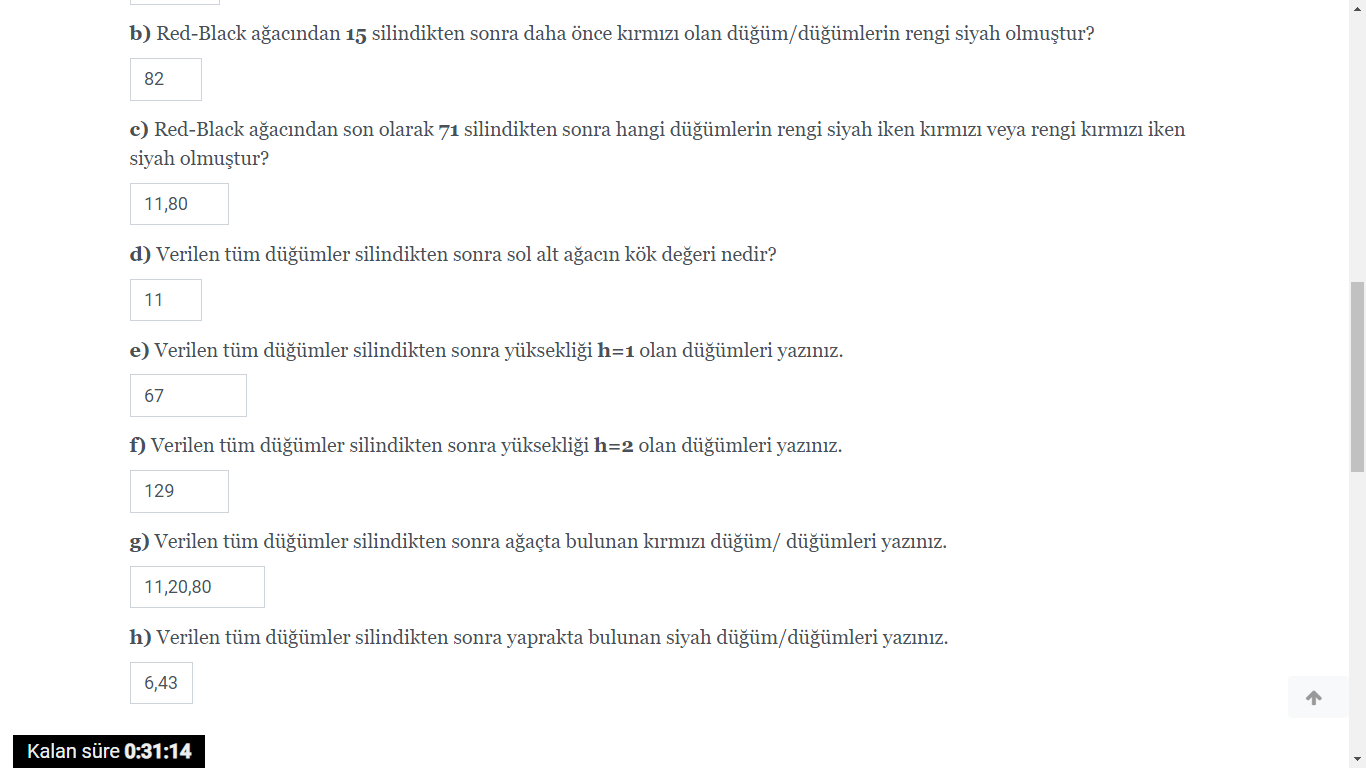 b) Red-Black ağacından 15 silindikten sonra daha önce kırmızı olan düğüm/düğümlerin rengi siyah olmuştur?
82
c) Red-Black ağacından son olarak 71 silindikten sonra hangi düğümlerin rengi siyah iken kırmızı veya rengi kırmızı iken
siyah olmuştur?
11,80
d) Verilen tüm düğümler silindikten sonra sol alt ağacın kök değeri nedir?
11
e) Verilen tüm düğümler silindikten sonra yüksekliği h=1 olan düğümleri yazınız.
67
f) Verilen tüm düğümler silindikten sonra yüksekliği h=2 olan düğümleri yazınız.
129
g) Verilen tüm düğümler silindikten sonra ağaçta bulunan kırmızı düğüm/ düğümleri yazınız.
11,20,80
h) Verilen tüm düğümler silindikten sonra yaprakta bulunan siyah düğüm/düğümleri yazınız.
6,43
Kalan süre 0:31:14